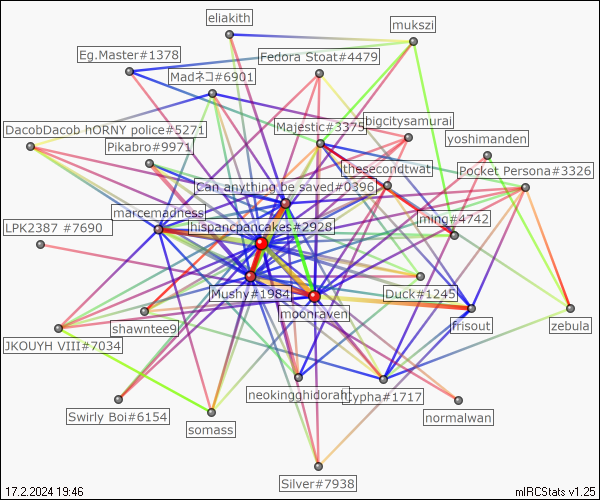 eliakith
mukszi
Eg.Master#1378
Fedora Stoat#4479
Madネコ#6901
bigcitysamurai
Majestic#3375
DacobDacob hORNY police#5271
yoshimanden
Pikabro#9971
thesecondtwat
Pocket Persona#3326
Can anything be saved#0396
marcemadness
ming#4742
LPK2387 #7690
hispancpancakes#2928
Mushy#1984
Duck#1245
moonraven
shawntee9
frisout
zebula
JKOUYH VIII#7034
neokingghidorah
Cypha#1717
Swirly Boi#6154
normalwan
somass
Silver#7938
17.2.2024 19:46
mIRCStats v1.25